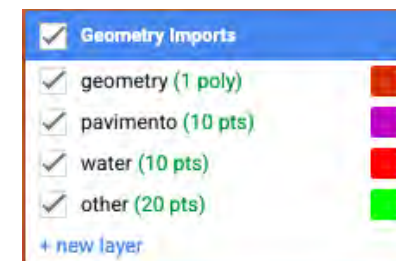 Geometry Imports
geometry (1 poly)
pavimento (10 pts)
water (10 pts)
other (20 pts)
+ new layer